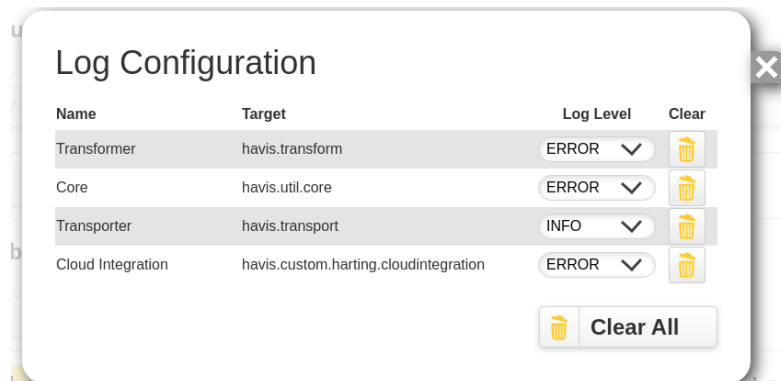 Log Configuration
Name Target Log Level Clear
Transformer havis.transform ERROR
Core havis.util.core ERROR
Transporter havis.transport INFO
Cloud Integration havis.custom.harting.cloudintegration ERROR
Clear All